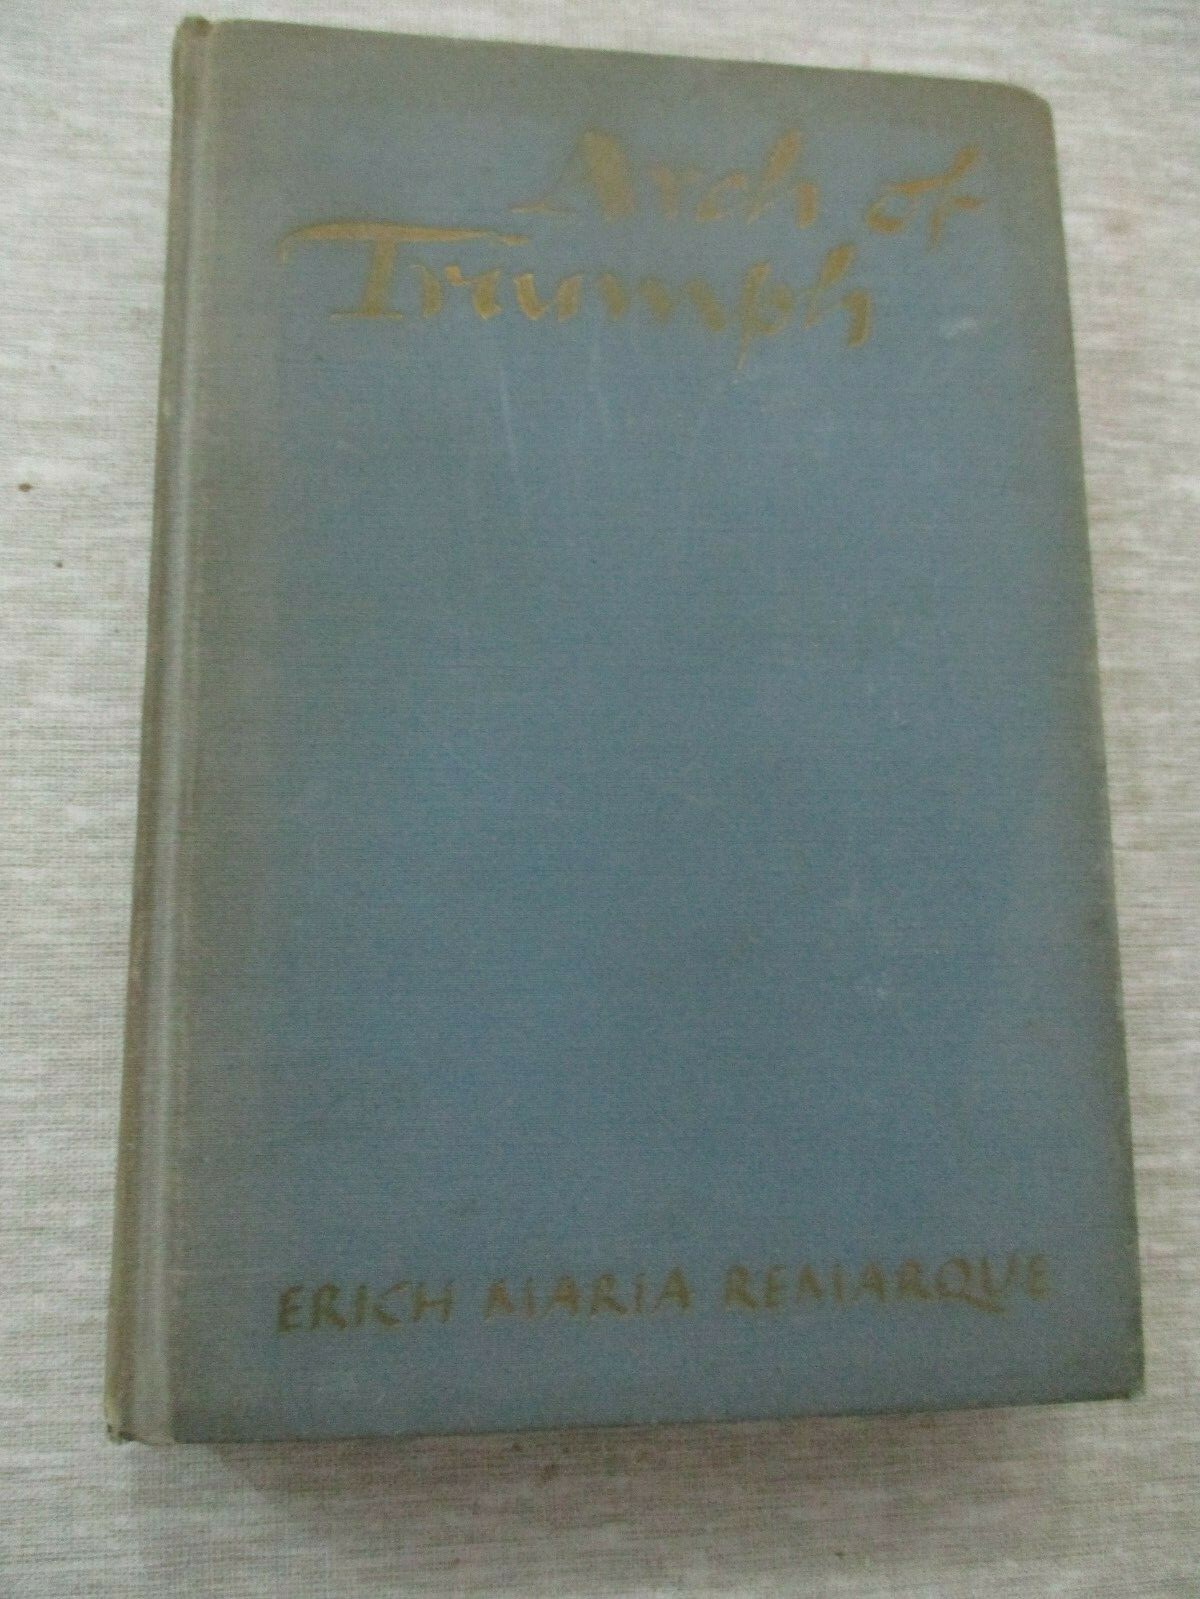 Arch of
Triumph
ERICH MARIA REMARQUE